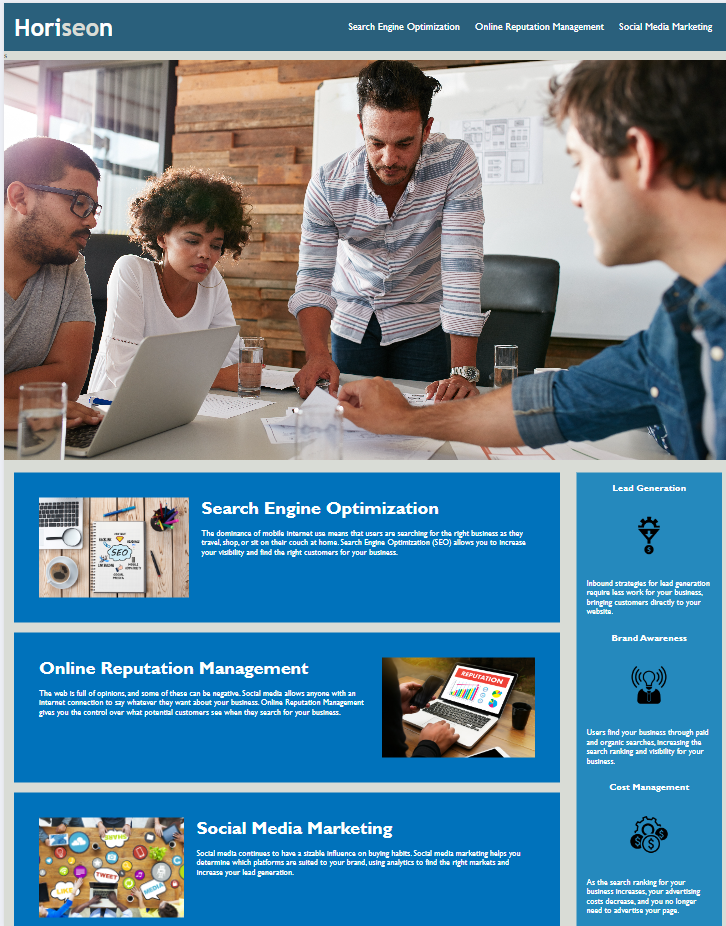 Horiseon
Search Engine Optimization
Online Reputation Management
Social Media Marketing
s
Search Engine Optimization
The dominance of mobile internet use means that users are searching for the right business as they
travel, shop, or sit on their couch at home. Search Engine Optimization (SEO) allows you to increase
your visibility and find the right customers for your business.
SEO
Online Reputation Management
The web is full of opinions, and some of these can be negative. Social media allows anyone with an
internet connection to say whatever they want about your business. Online Reputation Management
gives you the control over what potential customers see when they search for your business.
REPUTATION
Social Media Marketing
Social media continues to have a sizable influence on buying habits. Social media marketing helps you
determine which platforms are suited to your brand, using analytics to find the right markets and
increase your lead generation.
SHARE
TWEET
LIKE
MEDIA
Lead Generation
Inbound strategies for lead generation
require less work for your business,
bringing customers directly to your
website.
Brand Awareness
Users find your business through paid
and organic searches, increasing the
search ranking and visibility for your
business.
Cost Management
As the search ranking for your
business increases, your advertising
costs decrease, and you no longer
need to advertise your page.